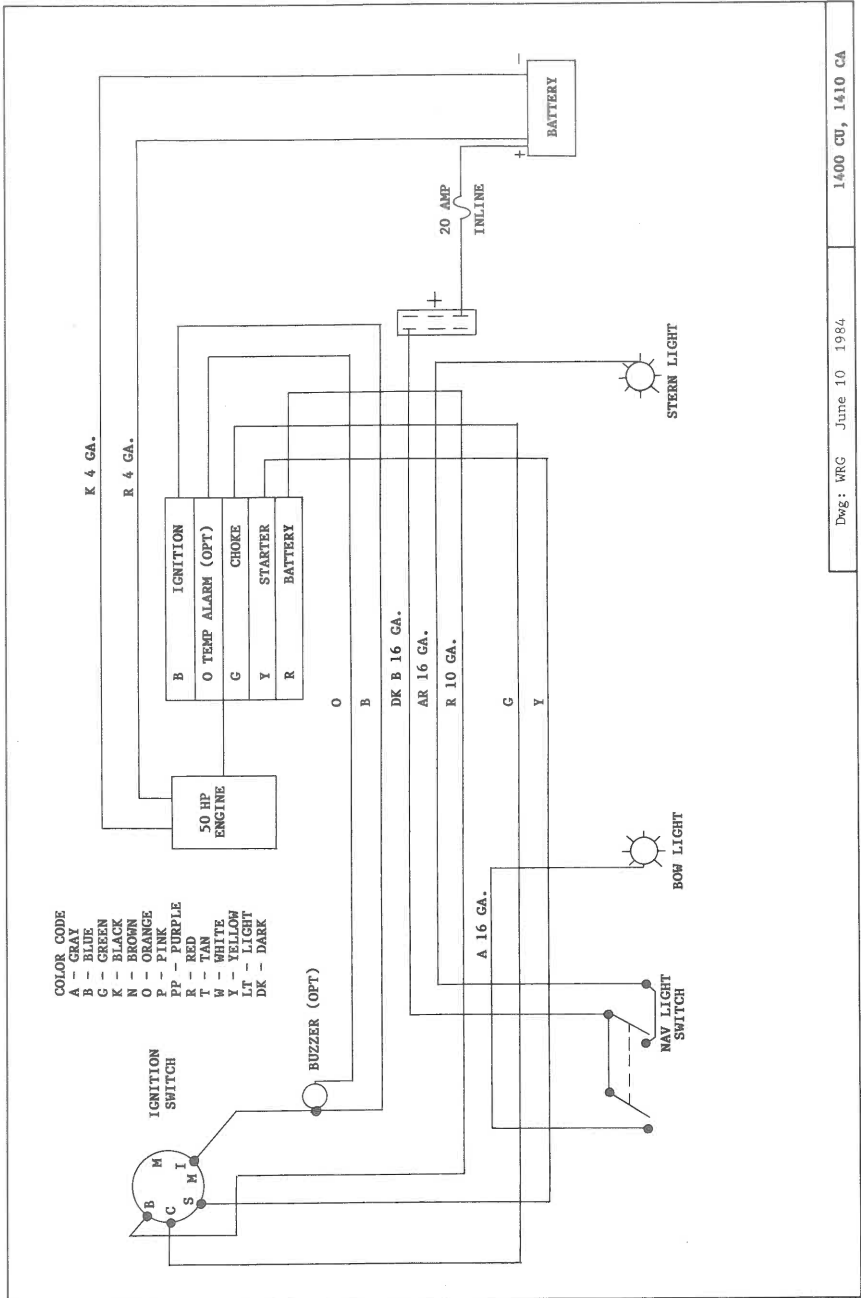 COLOR CODE
A - GRAY
B - BLUE
G - GREEN
K - BLACK
N - BROWN
O - ORANGE
P - PINK
PP - PURPLE
R - RED
T - TAN
W - WHITE
Y - YELLOW
LT - LIGHT
DK - DARK
K 4 GA.
R 4 GA.
50 HP
ENGINE
B IGNITION
O TEMP ALARM (OPT)
G CHOKE
Y STARTER
R BATTERY
-
+
BATTERY
20 AMP
INLINE
+
IGNITION
SWITCH
B
M
I
M
S
C
BUZZER (OPT)
O
B
DK B 16 GA.
AR 16 GA.
R 10 GA.
G
Y
A 16 GA.
NAV LIGHT
SWITCH
BOW LIGHT
STERN LIGHT
Dwg: WRG June 10 1984
1400 CU, 1410 CA